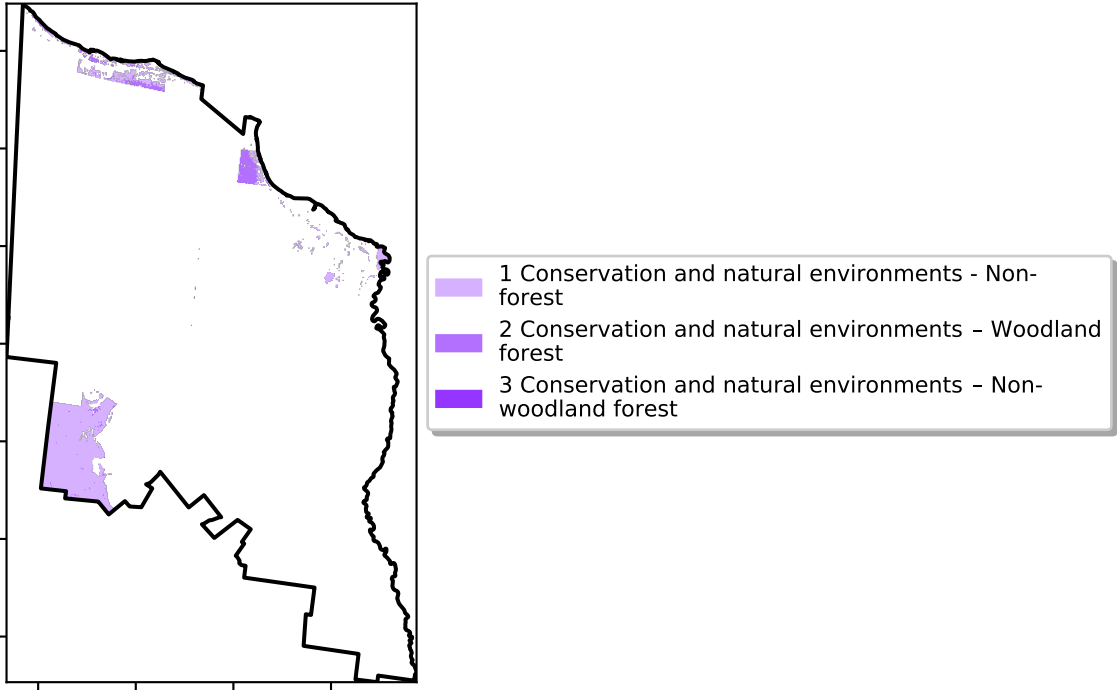 1 Conservation and natural environments - Non-
forest
2 Conservation and natural environments – Woodland
forest
3 Conservation and natural environments – Non-
woodland forest